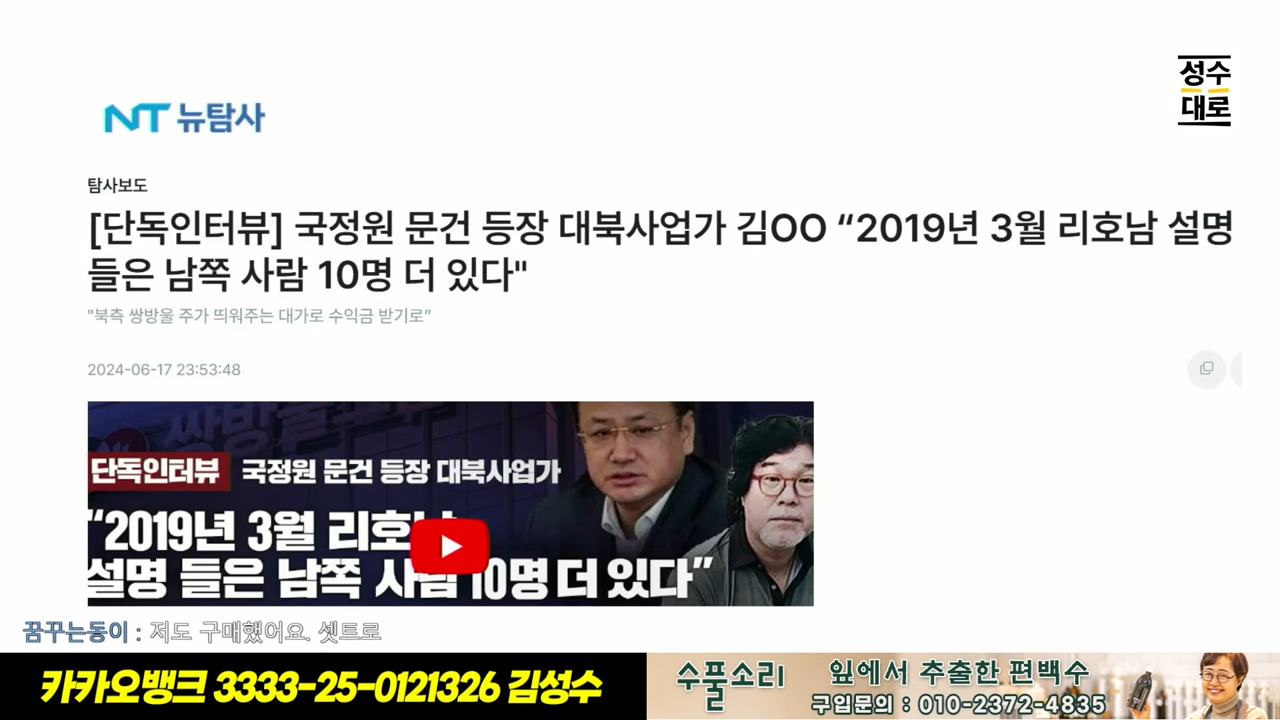 성수
대로
NT 뉴탐사
탐사보도
[단독인터뷰] 국정원 문건 등장 대북사업가 김OO “2019년 3월 리호남 설명
들은 남쪽 사람 10명 더 있다"
"북측 쌍방울 주가 띄워주는 대가로 수익금 받기로”
2024-06-17 23:53:48
단독인터뷰 국정원 문건 등장 대북사업가
“2019년 3월 리호
설명 들은 남쪽 사람 10명 더 있다”
꿈꾸는동이 : 저도 구매했어요. 셋트로
카카오뱅크 3333-25-0121326 김성수
수풀소리 잎에서 추출한 편백수
구입문의 : 010-2372-4835